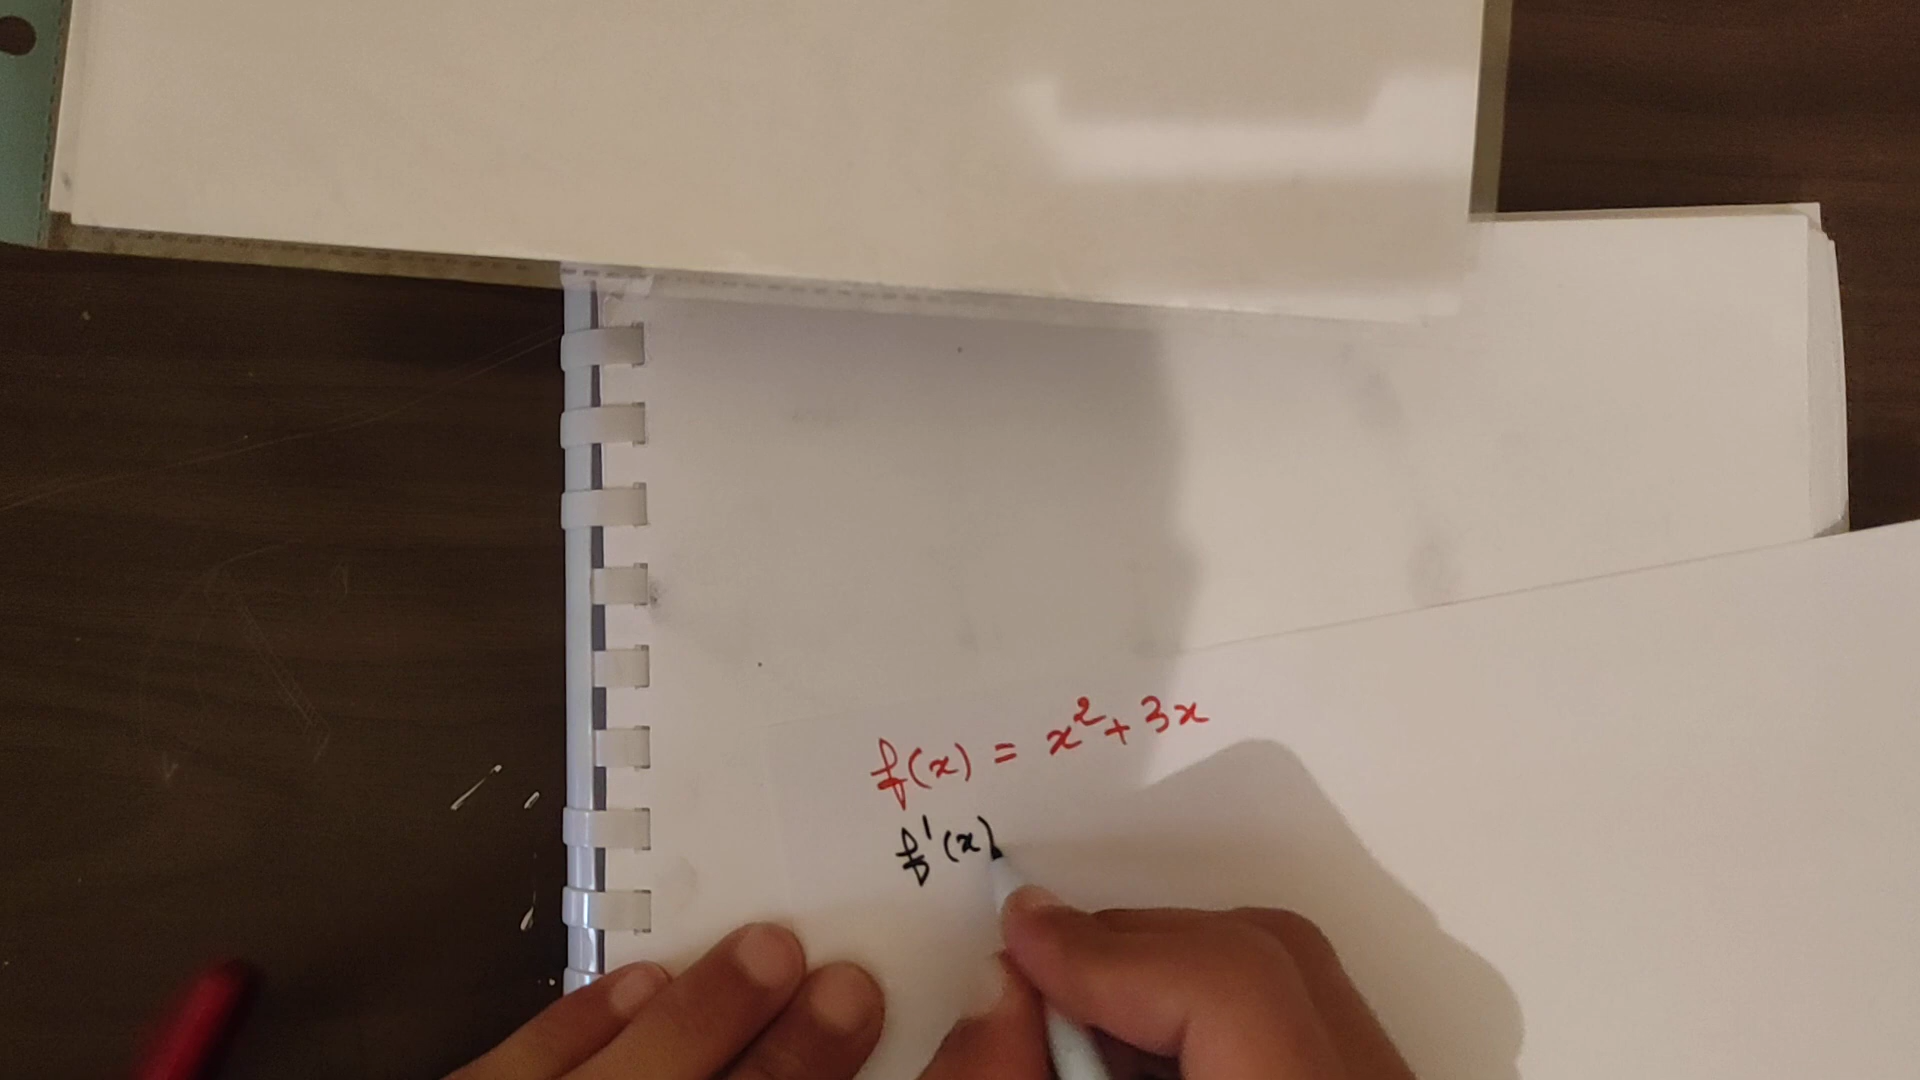 f(x) = x² + 3x
f'(x)